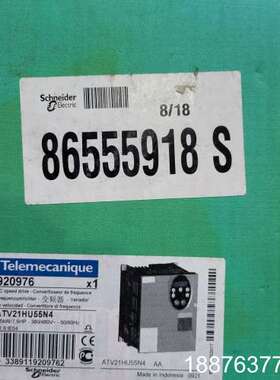 Schneider
Electric
8/18
86555918 S
Telemecanique
920976
x1
ATV21HU55N4
ATV21HU55N4 AA
Made in Indonesia
3389119209762
18876377